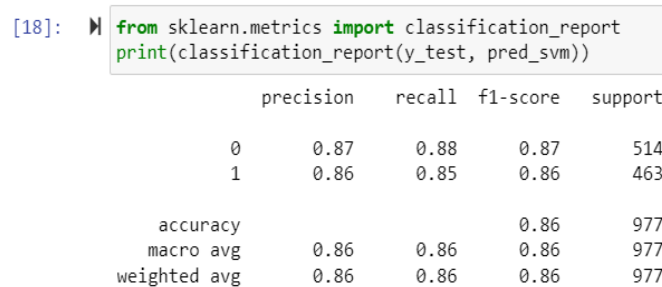 [18]: from sklearn.metrics import classification_report
print(classification_report(y_test, pred_svm))
precision recall f1-score support
0 0.87 0.88 0.87 514
1 0.86 0.85 0.86 463
accuracy 0.86 977
macro avg 0.86 0.86 0.86 977
weighted avg 0.86 0.86 0.86 977